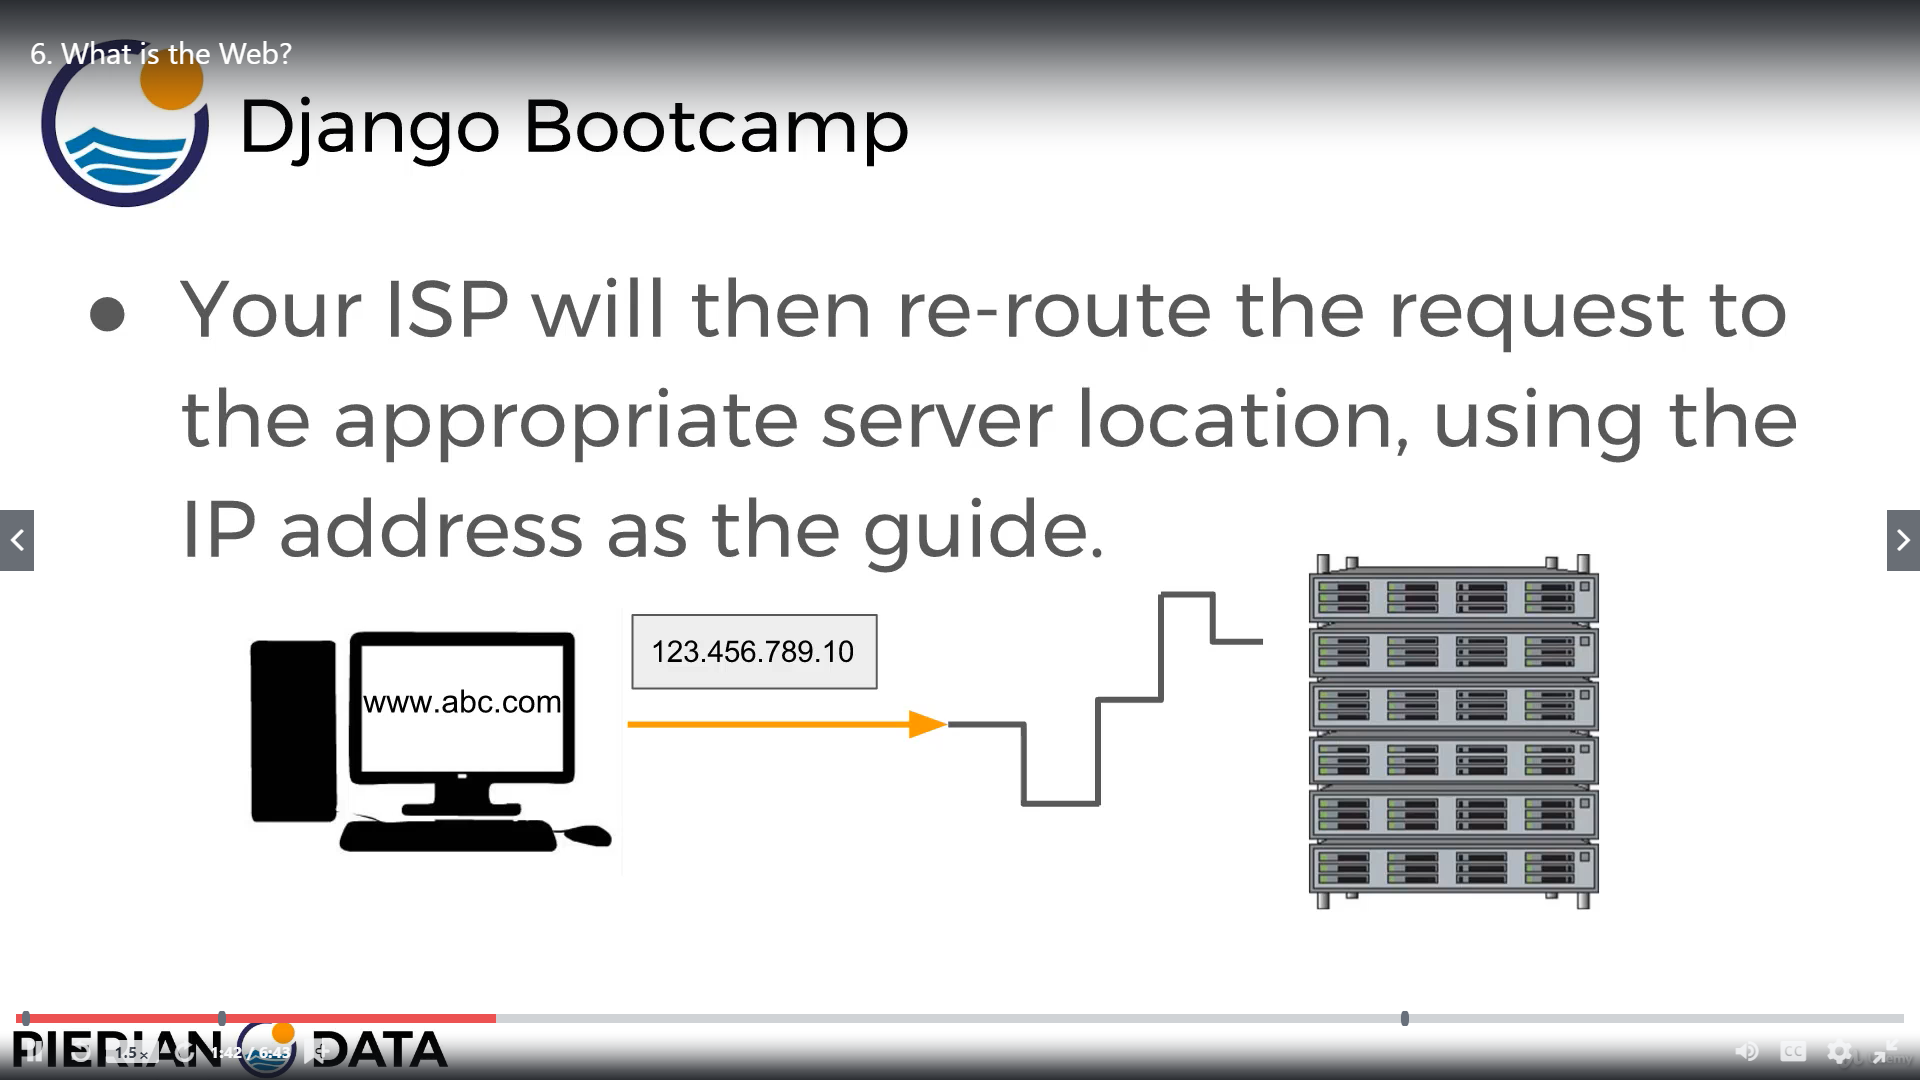 6. What is the Web?
Django Bootcamp
● Your ISP will then re-route the request to
the appropriate server location, using the
IP address as the guide.
123.456.789.10
www.abc.com
PIERIAN DATA
1.5x
1:42 / 6:43
CC